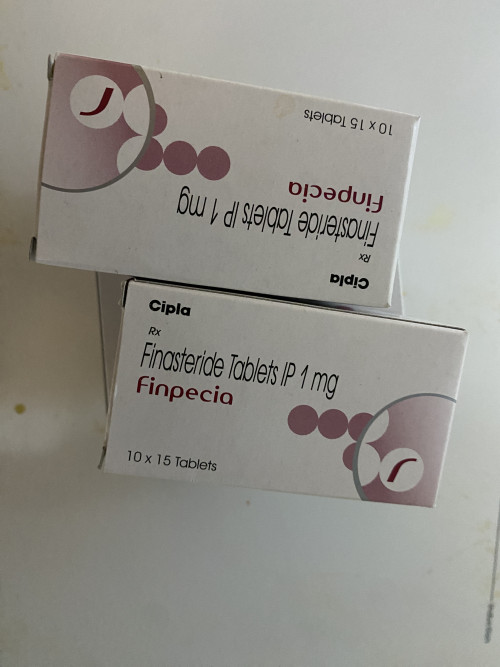 10 x 15 Tablets
Finpecia
Finasteride Tablets IP 1 mg
Rx
Cipla
Cipla
Rx
Finasteride Tablets IP 1 mg
Finpecia
10 x 15 Tablets